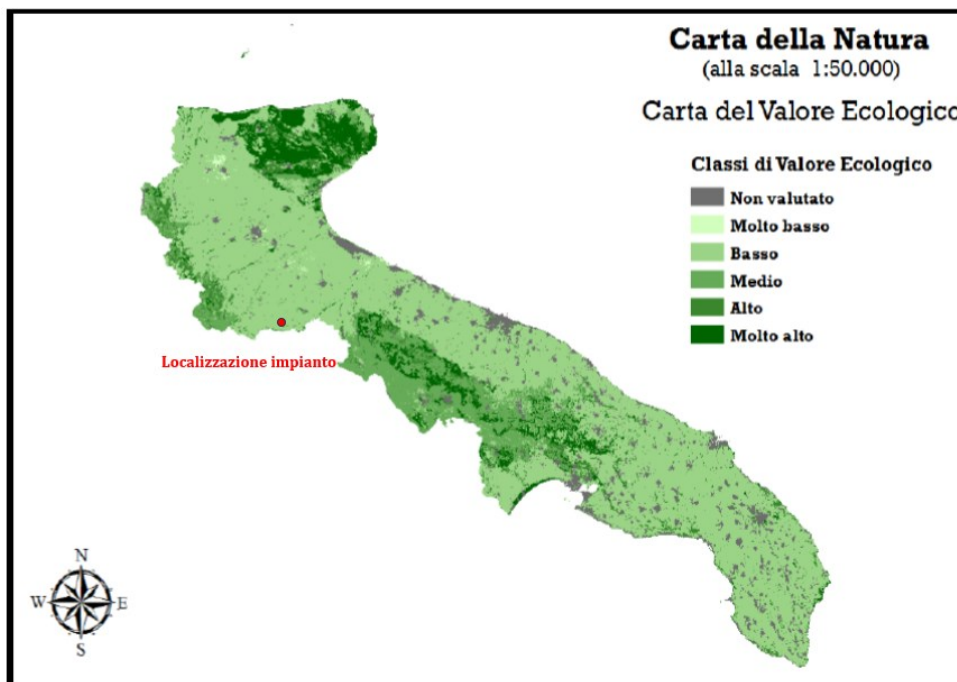 Carta della Natura
(alla scala 1:50.000)
Carta del Valore Ecologico
Classi di Valore Ecologico
Non valutato
Molto basso
Basso
Medio
Alto
Molto alto
Localizzazione impianto
N
W E
S